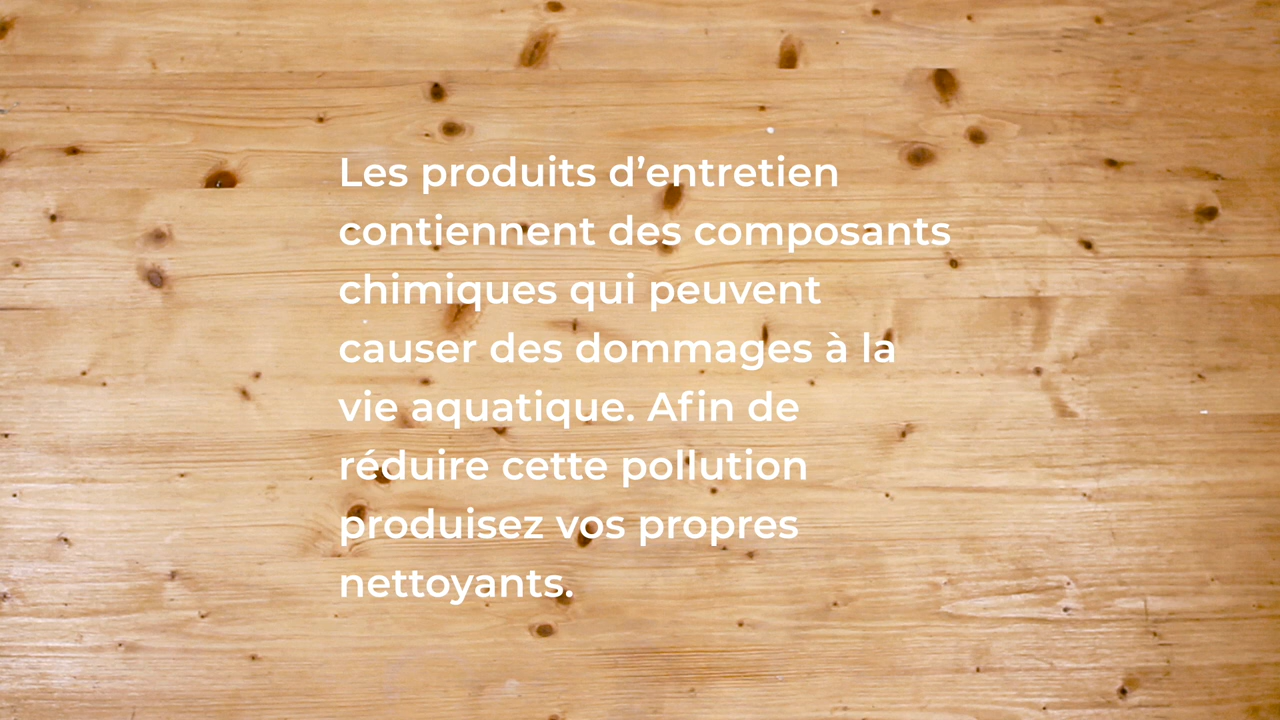 Les produits d’entretien
contiennent des composants
chimiques qui peuvent
causer des dommages à la
vie aquatique. Afin de
réduire cette pollution
produisez vos propres
nettoyants.